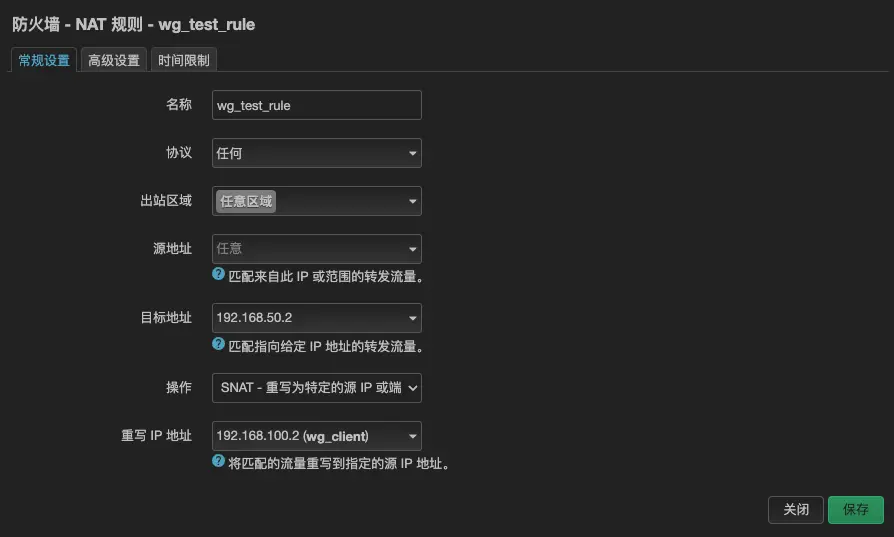 防火墙 - NAT 规则 - wg_test_rule
常规设置 高级设置 时间限制
名称 wg_test_rule
协议 任何
出站区域 任意区域
源地址 任意
匹配来自此 IP 或范围的转发流量。
目标地址 192.168.50.2
匹配指向给定 IP 地址的转发流量。
操作 SNAT - 重写为特定的源 IP 或端
重写 IP 地址 192.168.100.2 (wg_client)
将匹配的流量重写到指定的源 IP 地址。
关闭 保存